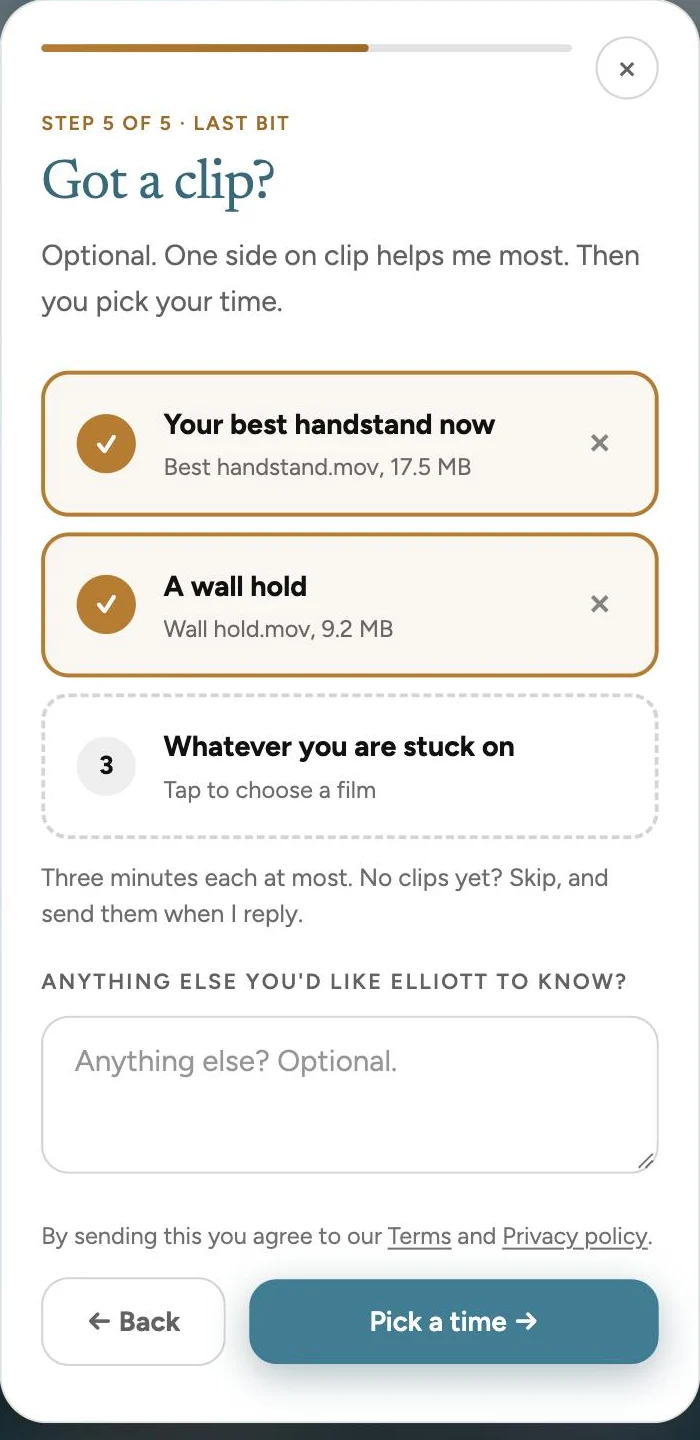 STEP 5 OF 5 · LAST BIT
Got a clip?
Optional. One side on clip helps me most. Then
you pick your time.
Your best handstand now
Best handstand.mov, 17.5 MB
A wall hold
Wall hold.mov, 9.2 MB
3
Whatever you are stuck on
Tap to choose a film
Three minutes each at most. No clips yet? Skip, and
send them when I reply.
ANYTHING ELSE YOU'D LIKE ELLIOTT TO KNOW?
Anything else? Optional.
By sending this you agree to our Terms and Privacy policy.
← Back
Pick a time →